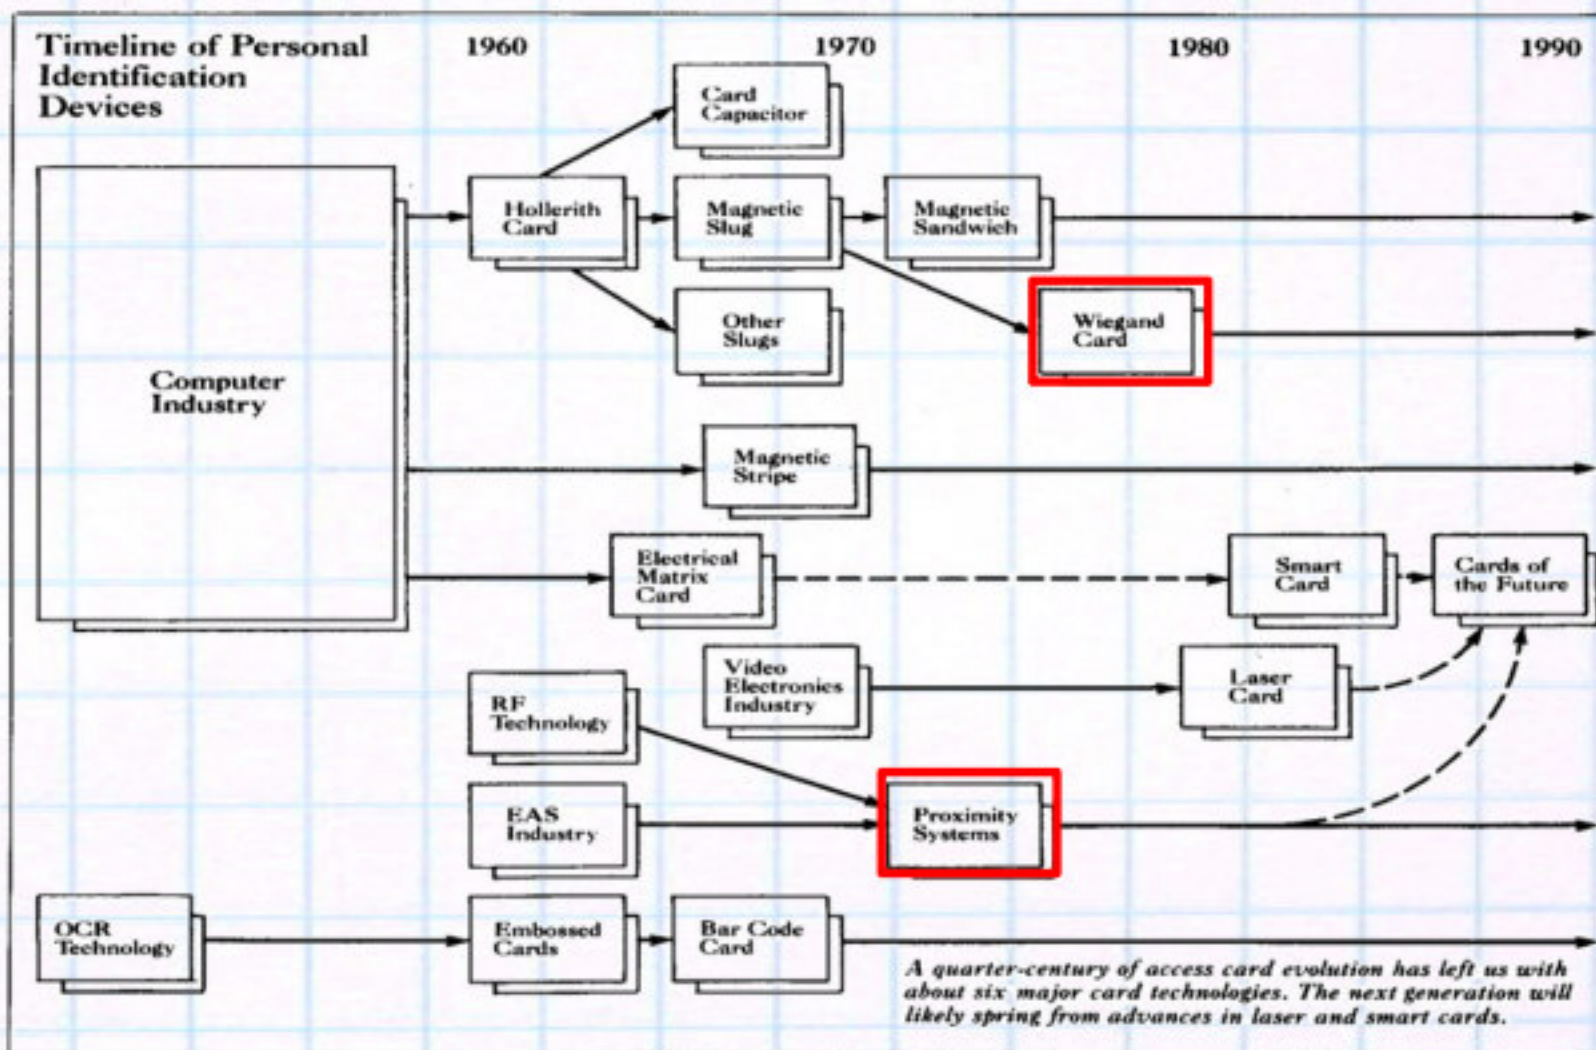 Timeline of Personal
Identification
Devices
1960
1970
1980
1990
Card
Capacitor
Hollerith
Card
Magnetic
Slug
Magnetic
Sandwich
Other
Slugs
Wiegand
Card
Computer
Industry
Magnetic
Stripe
Electrical
Matrix
Card
Smart
Card
Cards of
the Future
Video
Electronics
Industry
Laser
Card
RF
Technology
EAS
Industry
Proximity
Systems
OCR
Technology
Embossed
Cards
Bar Code
Card
A quarter-century of access card evolution has left us with
about six major card technologies. The next generation will
likely spring from advances in laser and smart cards.